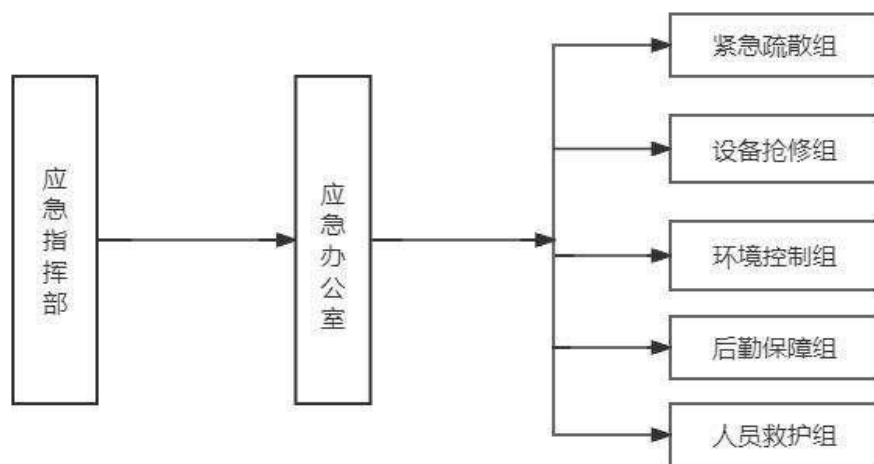 应急指挥部
应急办公室
紧急疏散组
设备抢修组
环境控制组
后勤保障组
人员救护组